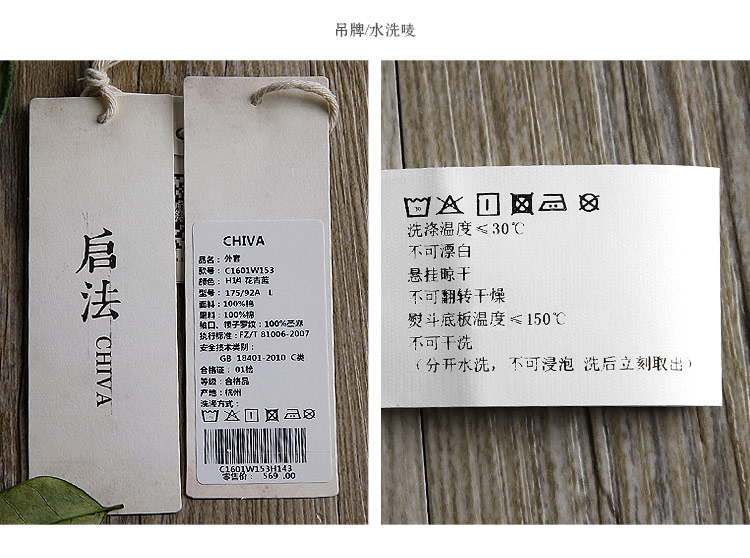 吊牌/水洗唛
启法
CHIVA
CHIVA
品名: 外套
款号: C1601W153
颜色: H14 花青蓝
型号: 175/92A L
面料: 100%棉
里料: 100%棉
袖口、领子罗纹: 100%
执行标准: FZ/T 81006-2007
安全技术类别:
GB 18401-2010 C类
合格证: 01检
等级: 合格品
产地: 杭州
洗涤方式:
C1601W153H143
零售价: 569 .00
洗涤温度≤30℃
不可漂白
悬挂晾干
不可翻转干燥
熨斗底板温度≤150℃
不可干洗
(分开水洗, 不可浸泡 洗后立刻取出)